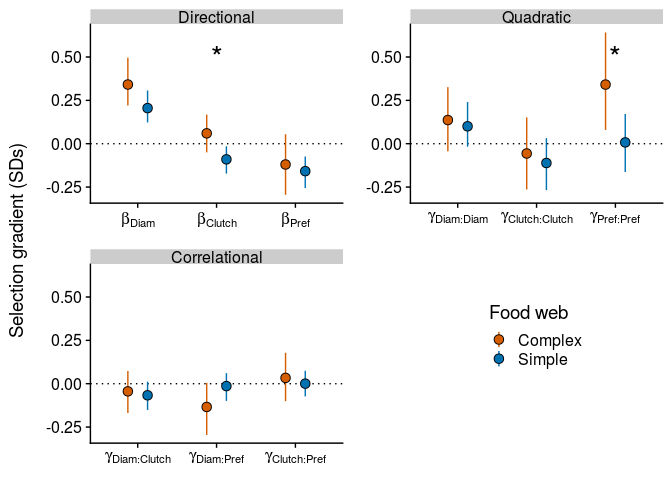 Directional
Quadratic
*
*
0.50
0.25
0.00
-0.25
0.50
0.25
0.00
-0.25
βDiam
βClutch
βPref
γDiam:Diam
γClutch:Clutch
γPref:Pref
Selection gradient (SDs)
Correlational
0.50
0.25
0.00
-0.25
γDiam:Clutch
γDiam:Pref
γClutch:Pref
Food web
Complex
Simple